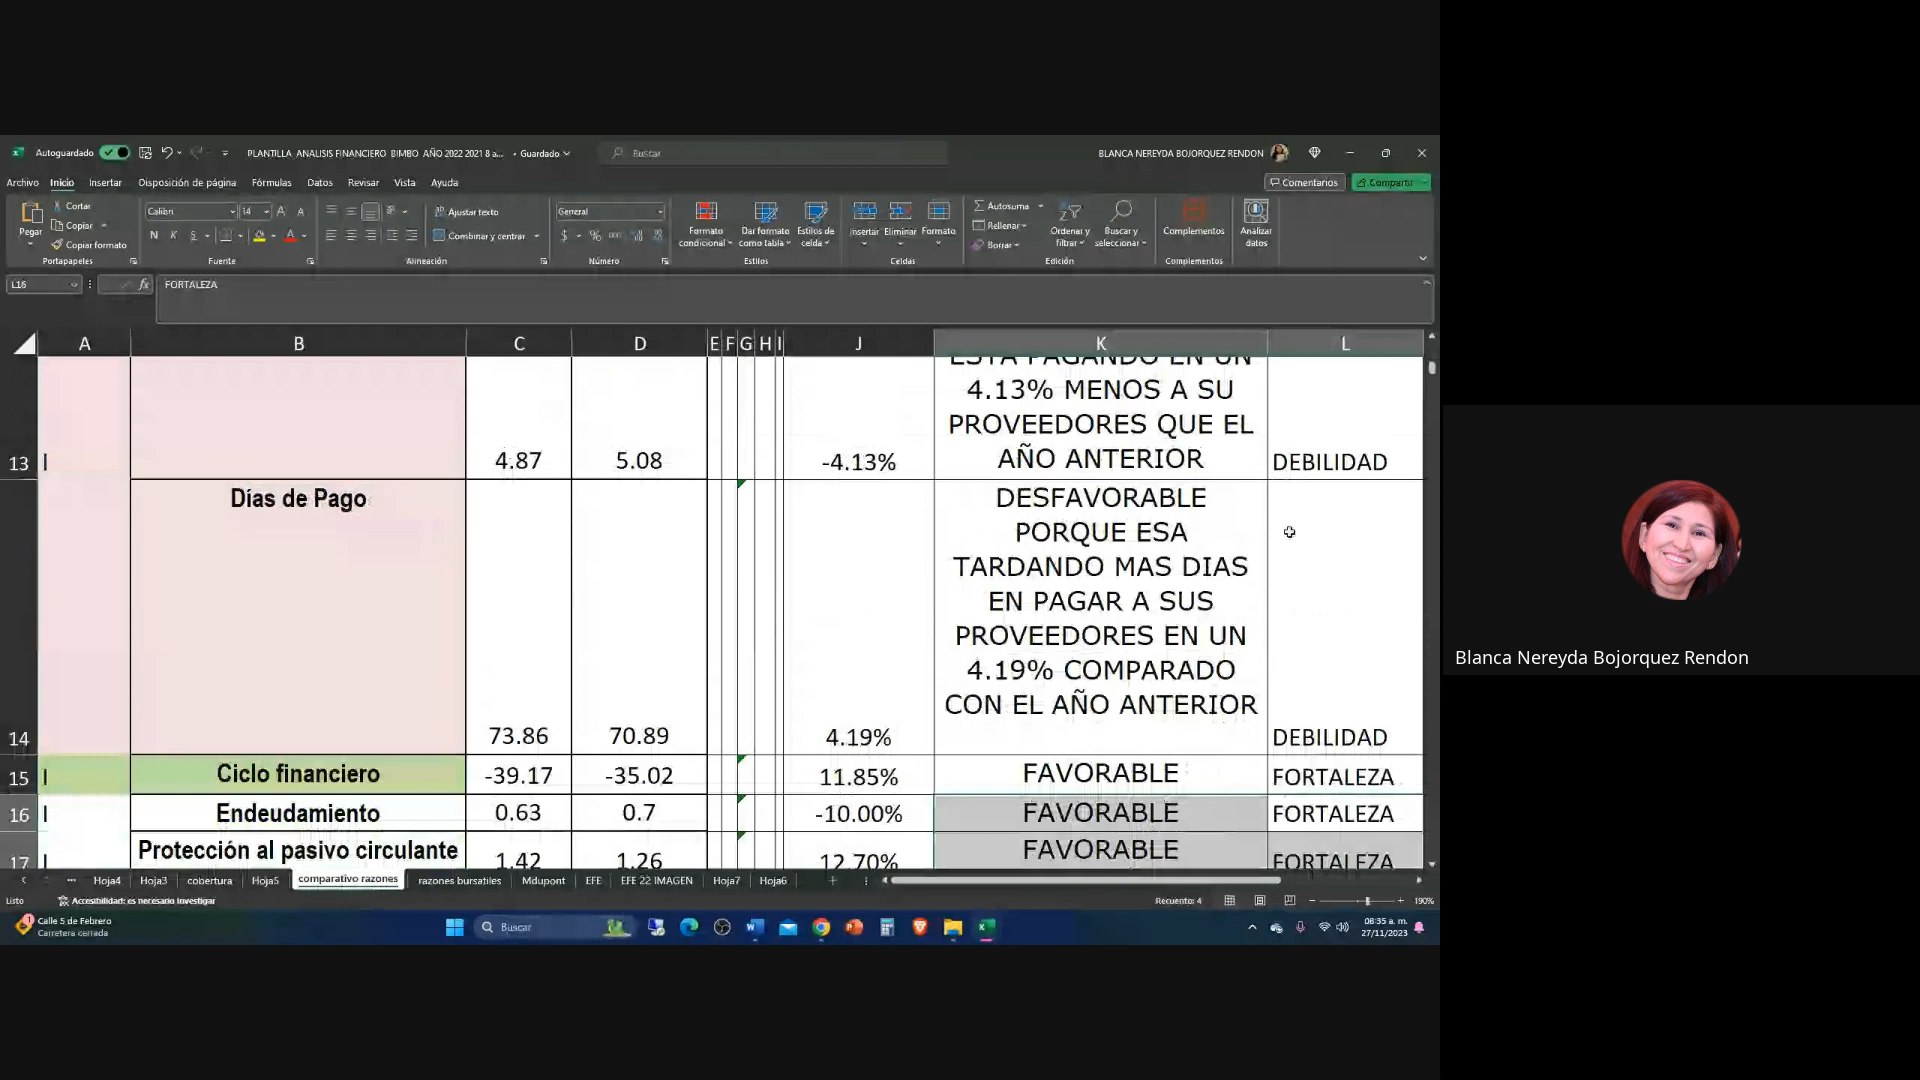 Autoguardado
PLANTILLA ANALISIS FINANCIERO BIMBO AÑO 2022 2021 8 a... • Guardado
Buscar
BLANCA NEREYDA BOJORQUEZ RENDON
Archivo Inicio Insertar Disposición de página Fórmulas Datos Revisar Vista Ayuda
Comentarios Compartir
Pegar Cortar
Copiar
Copiar formato
Portapapeles
Calibri 14
N K S
Fuente
Ajustar texto
Combinar y centrar
Alineación
General
$ % 000
Número
Formato condicional
Dar formato como tabla
Estilos de celda
Estilos
Insertar Eliminar Formato
Celdas
Autosuma
Rellenar
Borrar
Ordenar y filtrar
Buscar y seleccionar
Edición
Complementos
Complementos
Analizar datos
L16 fx FORTALEZA
A B C D E F G H I J K L
ESTA PAGANDO EN UN
4.13% MENOS A SU
PROVEEDORES QUE EL
AÑO ANTERIOR
13 I 4.87 5.08 -4.13% DEBILIDAD
Días de Pago
DESFAVORABLE
PORQUE ESA
TARDANDO MAS DIAS
EN PAGAR A SUS
PROVEEDORES EN UN
4.19% COMPARADO
CON EL AÑO ANTERIOR
14 73.86 70.89 4.19% DEBILIDAD
15 I Ciclo financiero -39.17 -35.02 11.85% FAVORABLE FORTALEZA
16 I Endeudamiento 0.63 0.7 -10.00% FAVORABLE FORTALEZA
17 I Protección al pasivo circulante 1.42 1.26 12.70% FAVORABLE FORTALEZA
... Hoja4 Hoja3 cobertura Hoja5 comparativo razones razones bursatiles Mdupont EFE EFE 22 IMAGEN Hoja7 Hoja6 +
Listo Accesibilidad: es necesario investigar
Recuento: 4 190%
1 Calle 5 de Febrero
Carretera cerrada
Buscar
08:35 a. m.
27/11/2023
Blanca Nereyda Bojorquez Rendon